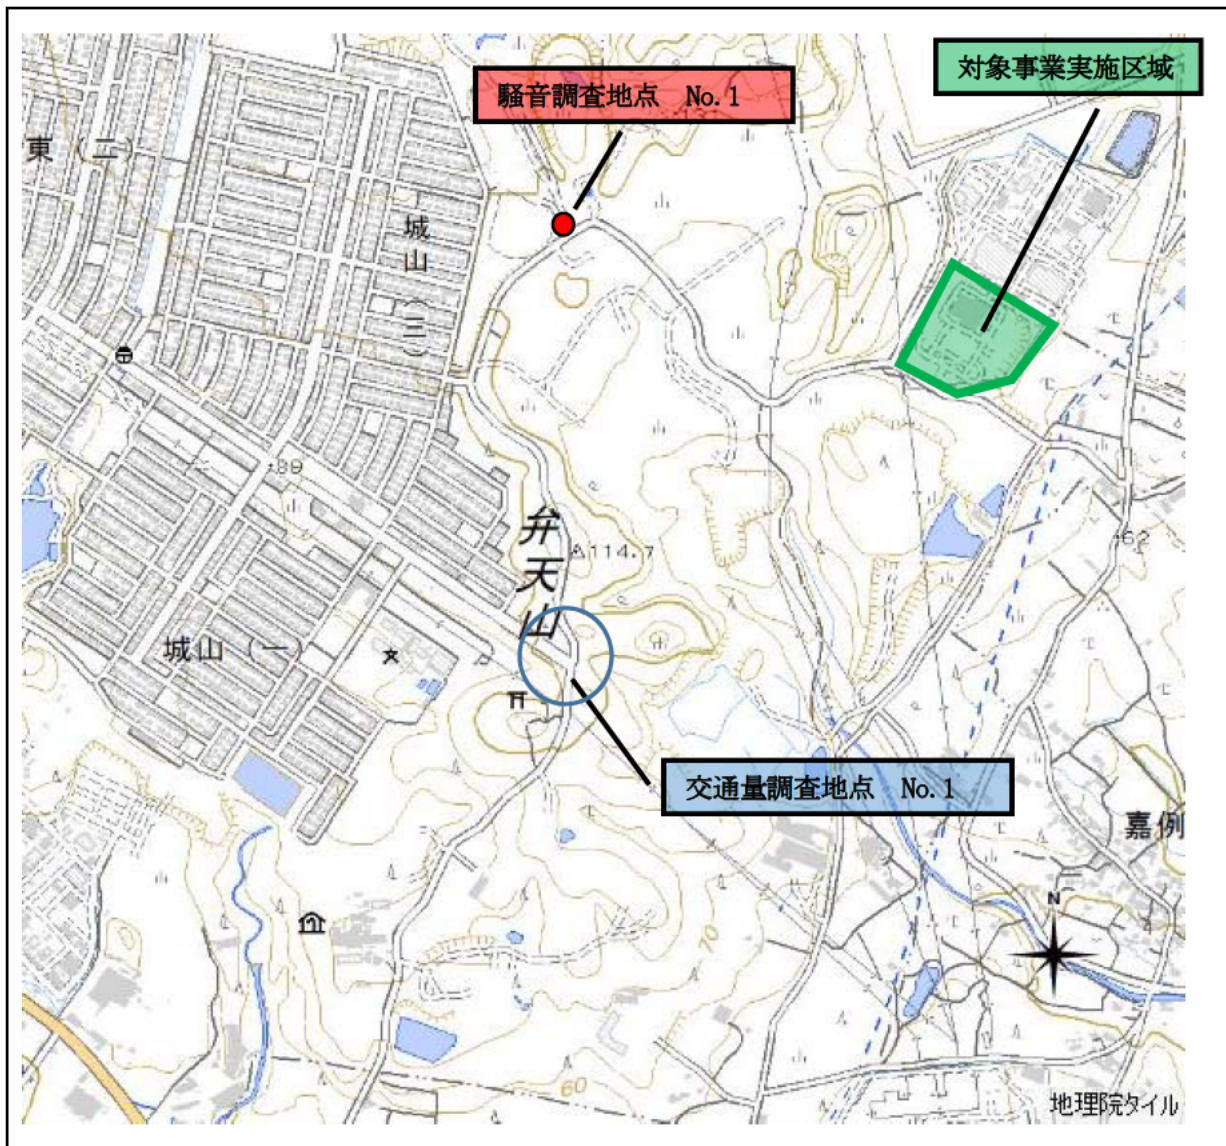 対象事業実施区域
騒音調査地点 No.1
東(二)
城山(三)
89
弁天山
114.7
62
城山(一)
交通量調査地点 No.1
嘉例
N
70
60
地理院タイル